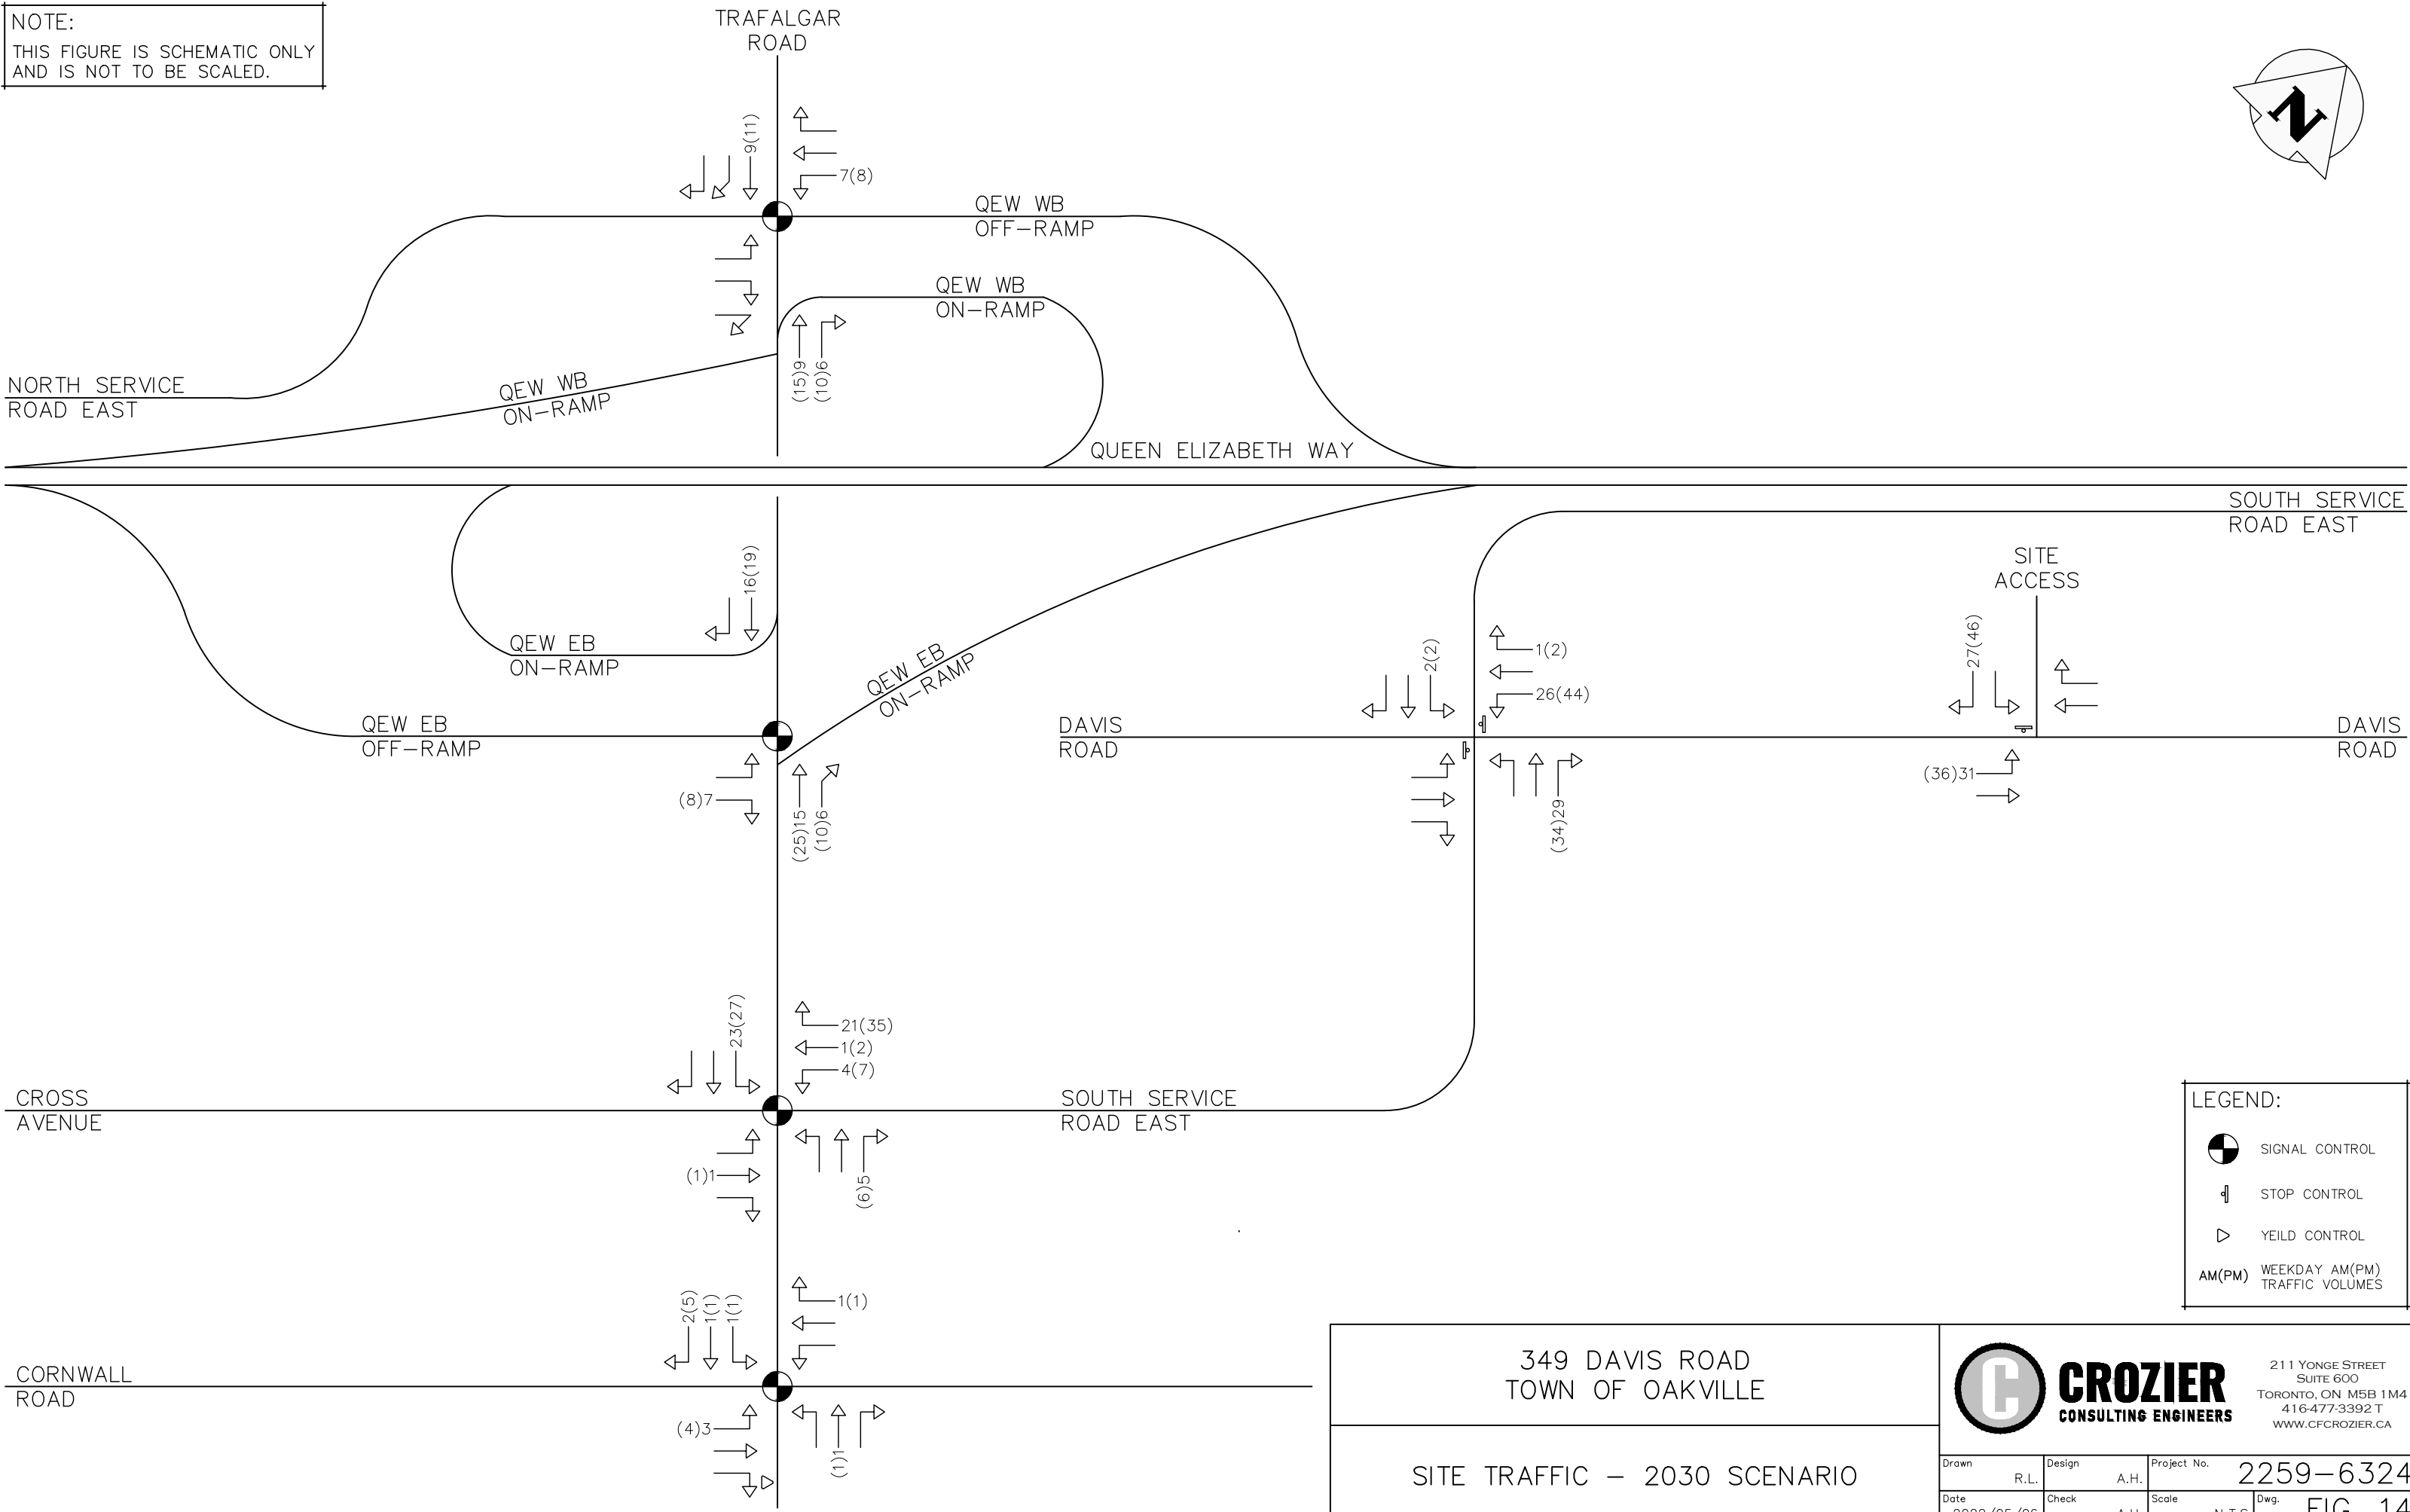 NOTE:
THIS FIGURE IS SCHEMATIC ONLY
AND IS NOT TO BE SCALED.
TRAFALGAR
ROAD
N
9(11)
7(8)
QEW WB
OFF-RAMP
QEW WB
ON-RAMP
(15)9
(10)6
NORTH SERVICE
ROAD EAST
QEW WB
ON-RAMP
QUEEN ELIZABETH WAY
SOUTH SERVICE
ROAD EAST
16(19)
QEW EB
ON-RAMP
QEW EB
ON-RAMP
QEW EB
OFF-RAMP
(8)7
(25)15
(10)6
SITE
ACCESS
2(2)
1(2)
26(44)
27(46)
DAVIS
ROAD
DAVIS
ROAD
(34)29
(36)31
23(27)
21(35)
1(2)
4(7)
CROSS
AVENUE
SOUTH SERVICE
ROAD EAST
(1)1
(6)5
2(5)
1(1)
1(1)
1(1)
CORNWALL
ROAD
(4)3
(1)1
LEGEND:
SIGNAL CONTROL
STOP CONTROL
YEILD CONTROL
AM(PM) WEEKDAY AM(PM)
TRAFFIC VOLUMES
349 DAVIS ROAD
TOWN OF OAKVILLE
SITE TRAFFIC - 2030 SCENARIO
C
CROZIER
CONSULTING ENGINEERS
211 YONGE STREET
SUITE 600
TORONTO, ON M5B 1M4
416-477-3392 T
WWW.CFCROZIER.CA
Drawn R.L.
Design A.H.
Project No. 2259-6324
Date
Check
Scale
Dwg. FIG. 14